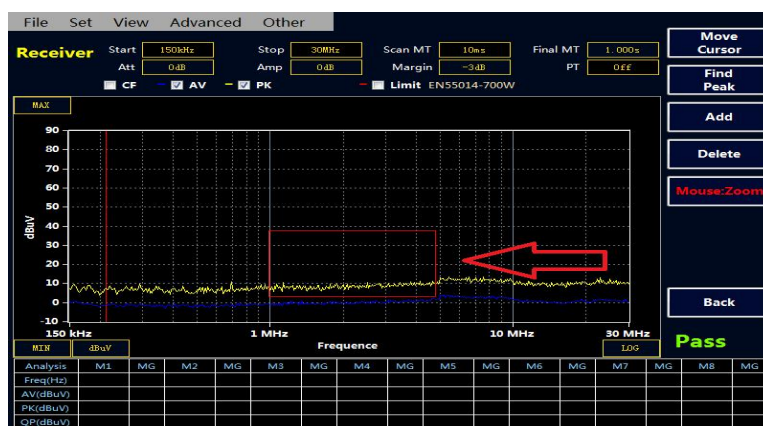 File Set View Advanced Other
Receiver Start 150kHz Stop 30MHz Scan MT 10ms Final MT 1.000s
Att 0dB Amp 0dB Margin -3dB PT Off
CF AV PK Limit EN55014-700W
Move Cursor
Find Peak
Add
Delete
Mouse:Zoom
Back
Pass
MAX
90
80
70
60
50
40
30
20
10
0
-10
dBuV
150 kHz 1 MHz 10 MHz 30 MHz
MIN dBuV Frequence LOG
Analysis M1 MG M2 MG M3 MG M4 MG M5 MG M6 MG M7 MG M8 MG
Freq(Hz)
AV(dBuV)
PK(dBuV)
QP(dBuV)